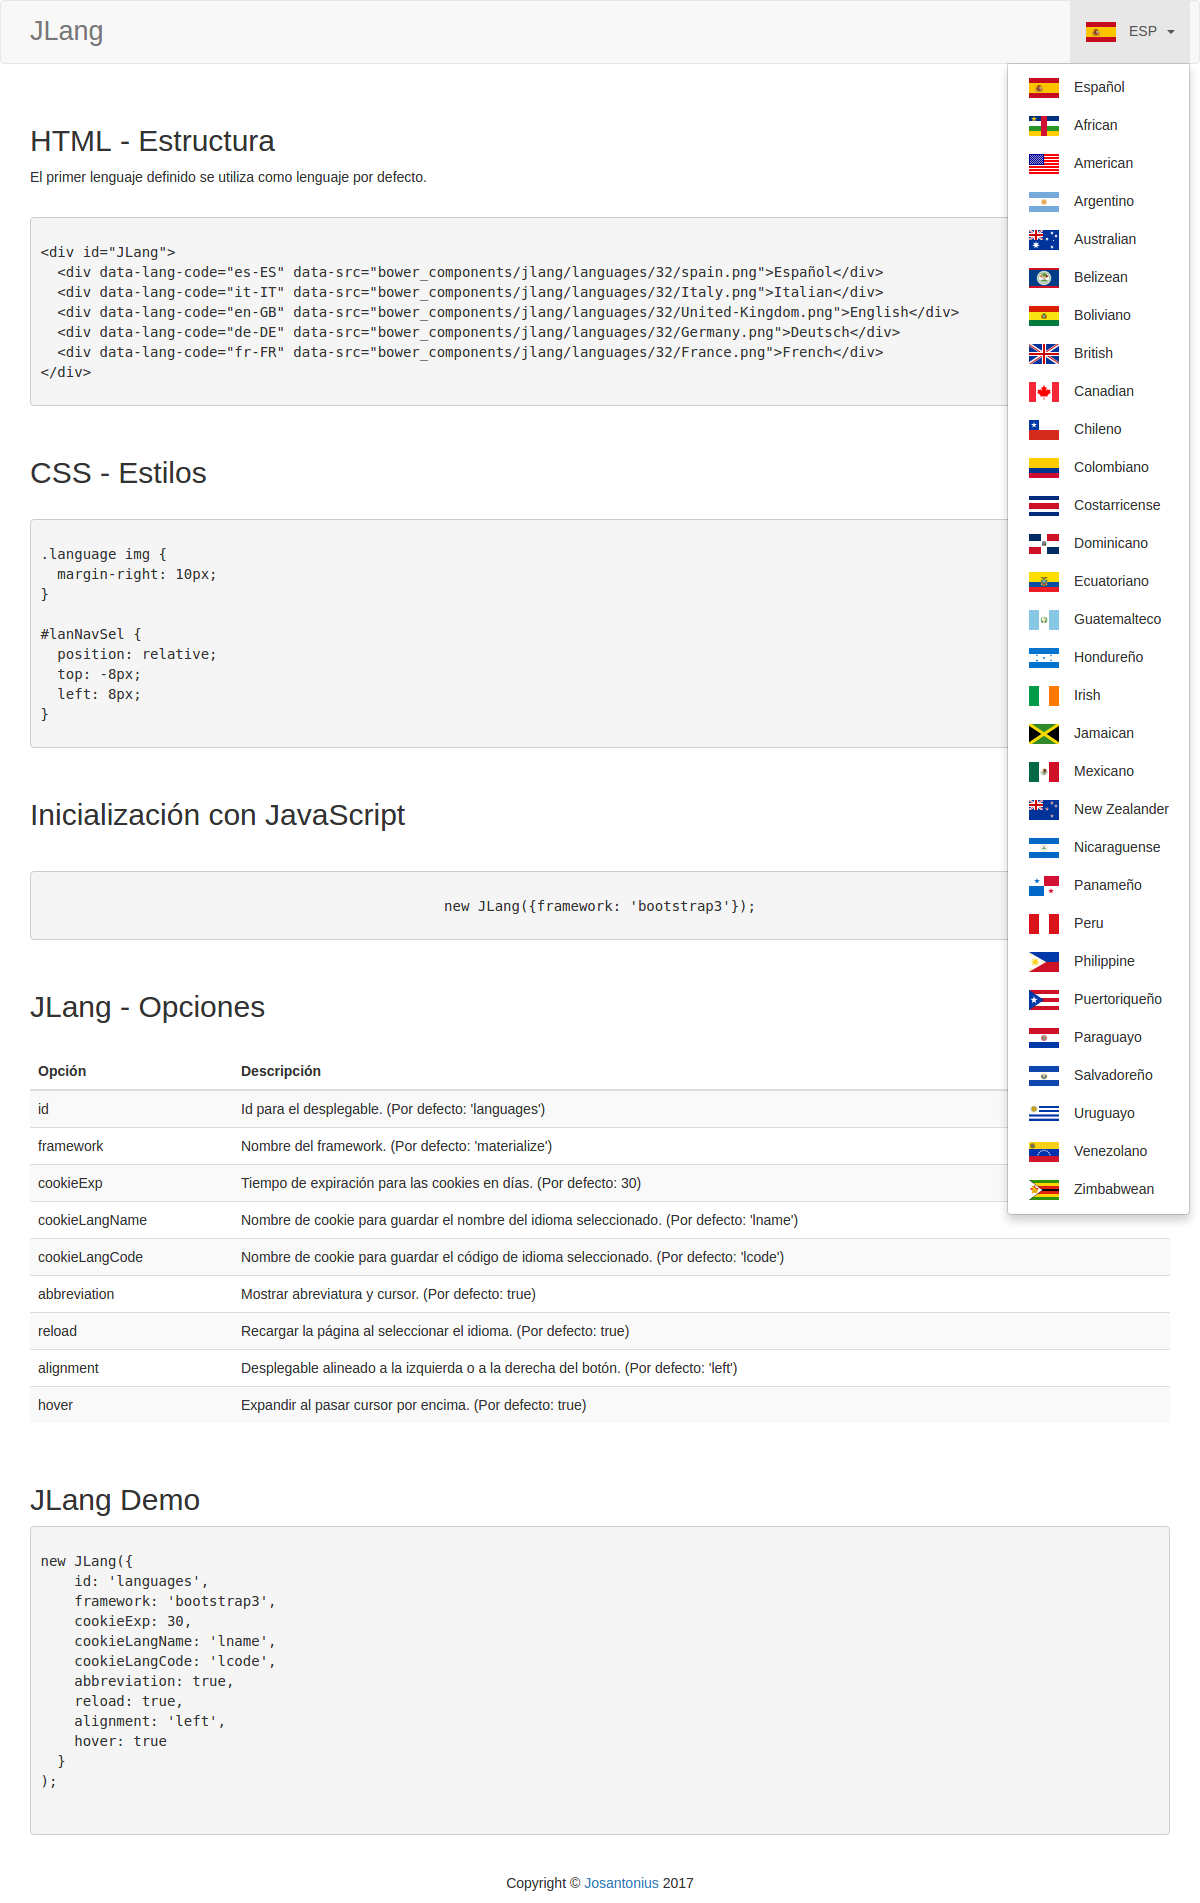 JLang
ESP
Español
African
American
Argentino
Australian
Belizean
Boliviano
British
Canadian
Chileno
Colombiano
Costarricense
Dominicano
Ecuatoriano
Guatemalteco
Hondureño
Irish
Jamaican
Mexicano
New Zealander
Nicaraguense
Panameño
Peru
Philippine
Puertoriqueño
Paraguayo
Salvadoreño
Uruguayo
Venezolano
Zimbabwean
HTML - Estructura
El primer lenguaje definido se utiliza como lenguaje por defecto.
<div id="JLang">
  <div data-lang-code="es-ES" data-src="bower_components/jlang/languages/32/spain.png">Español</div>
  <div data-lang-code="it-IT" data-src="bower_components/jlang/languages/32/Italy.png">Italian</div>
  <div data-lang-code="en-GB" data-src="bower_components/jlang/languages/32/United-Kingdom.png">English</div>
  <div data-lang-code="de-DE" data-src="bower_components/jlang/languages/32/Germany.png">Deutsch</div>
  <div data-lang-code="fr-FR" data-src="bower_components/jlang/languages/32/France.png">French</div>
</div>
CSS - Estilos
.language img {
  margin-right: 10px;
}
#lanNavSel {
  position: relative;
  top: -8px;
  left: 8px;
}
Inicialización con JavaScript
new JLang({framework: 'bootstrap3'});
JLang - Opciones
Opción Descripción
id Id para el desplegable. (Por defecto: 'languages')
framework Nombre del framework. (Por defecto: 'materialize')
cookieExp Tiempo de expiración para las cookies en días. (Por defecto: 30)
cookieLangName Nombre de cookie para guardar el nombre del idioma seleccionado. (Por defecto: 'lname')
cookieLangCode Nombre de cookie para guardar el código de idioma seleccionado. (Por defecto: 'lcode')
abbreviation Mostrar abreviatura y cursor. (Por defecto: true)
reload Recargar la página al seleccionar el idioma. (Por defecto: true)
alignment Desplegable alineado a la izquierda o a la derecha del botón. (Por defecto: 'left')
hover Expandir al pasar cursor por encima. (Por defecto: true)
JLang Demo
new JLang({
    id: 'languages',
    framework: 'bootstrap3',
    cookieExp: 30,
    cookieLangName: 'lname',
    cookieLangCode: 'lcode',
    abbreviation: true,
    reload: true,
    alignment: 'left',
    hover: true
  }
);
Copyright © Josantonius 2017